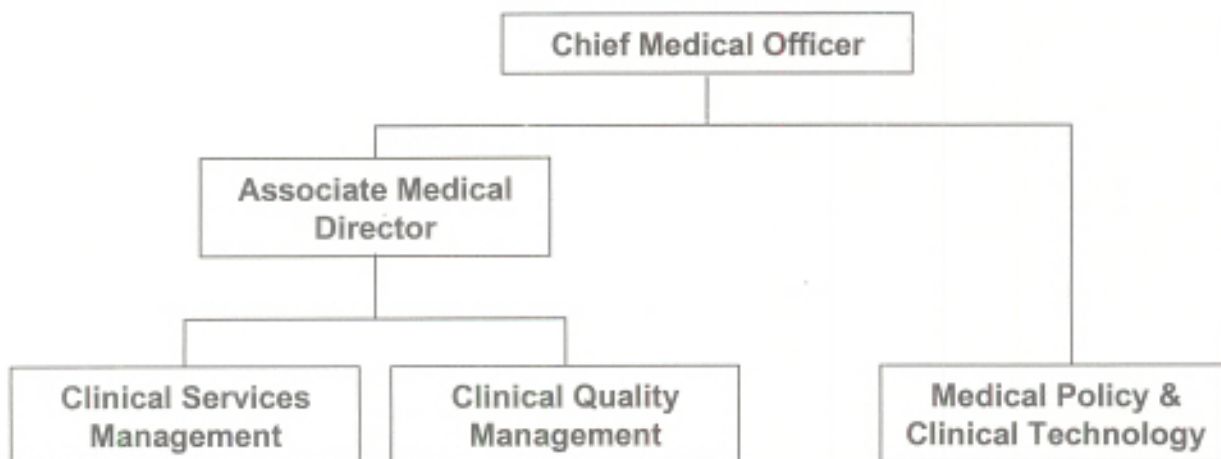 Chief Medical Officer
Associate Medical
Director
Clinical Services
Management
Clinical Quality
Management
Medical Policy &
Clinical Technology